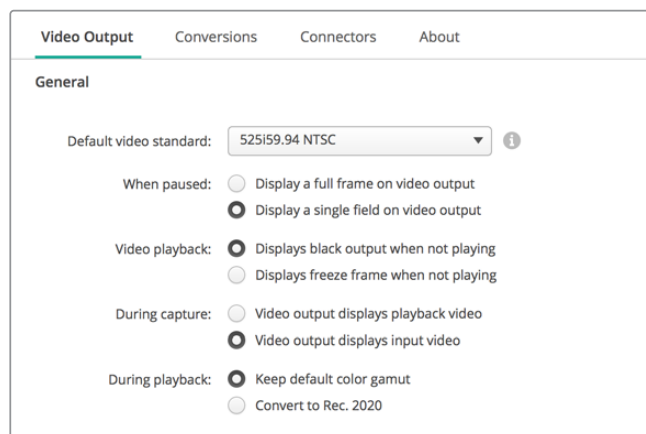 Video Output Conversions Connectors About
General
Default video standard: 525i59.94 NTSC
When paused: Display a full frame on video output
Display a single field on video output
Video playback: Displays black output when not playing
Displays freeze frame when not playing
During capture: Video output displays playback video
Video output displays input video
During playback: Keep default color gamut
Convert to Rec. 2020